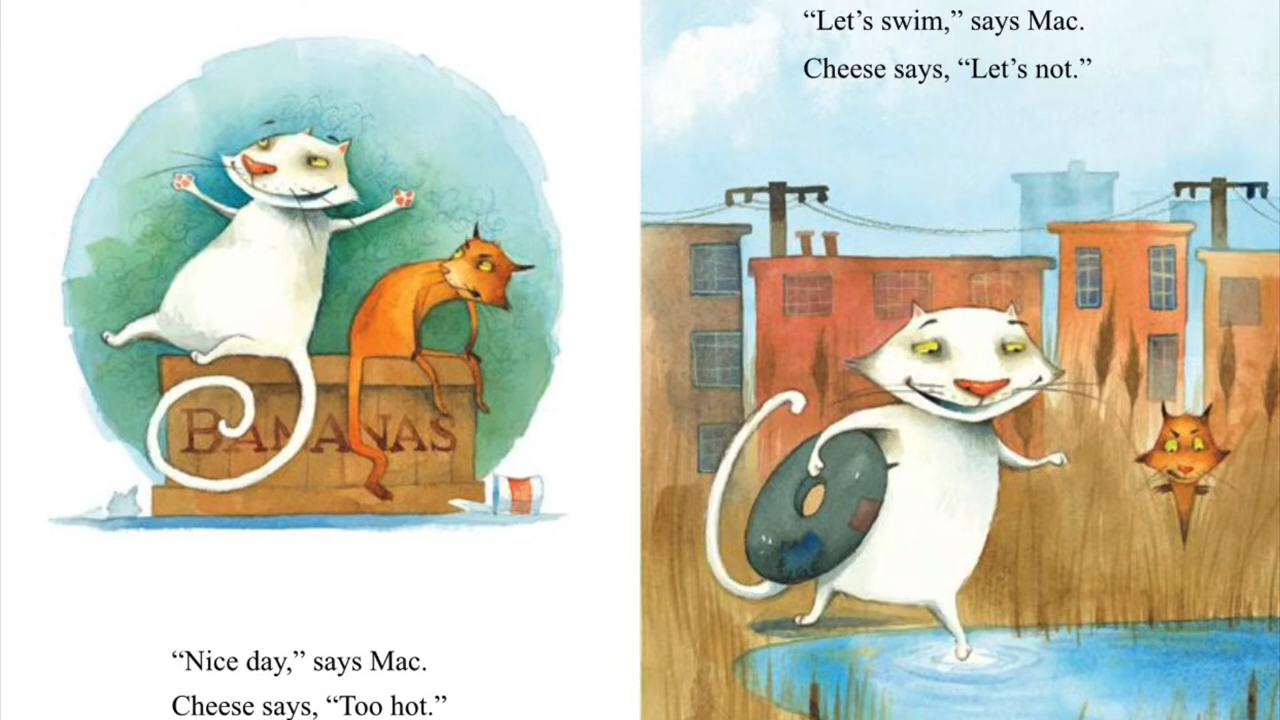 BANANAS
“Nice day,” says Mac.
Cheese says, “Too hot.”
“Let’s swim,” says Mac.
Cheese says, “Let’s not.”